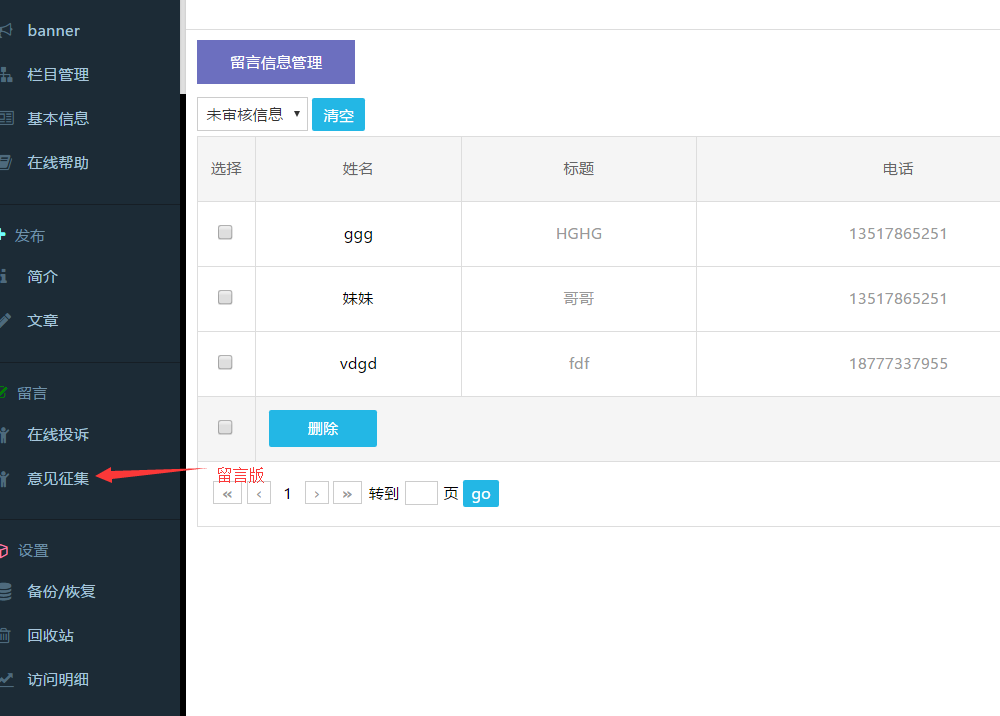 banner
栏目管理
基本信息
在线帮助
发布
简介
文章
留言
在线投诉
意见征集
设置
备份/恢复
回收站
访问明细
留言信息管理
未审核信息 清空
选择 姓名 标题 电话
ggg HGHG 13517865251
妹妹 哥哥 13517865251
vdgd fdf 18777337955
删除
留言版
« ‹ 1 › » 转到 页 go